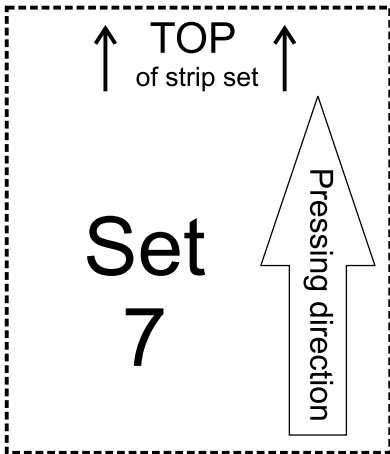 TOP
of strip set
Set
7
Pressing direction